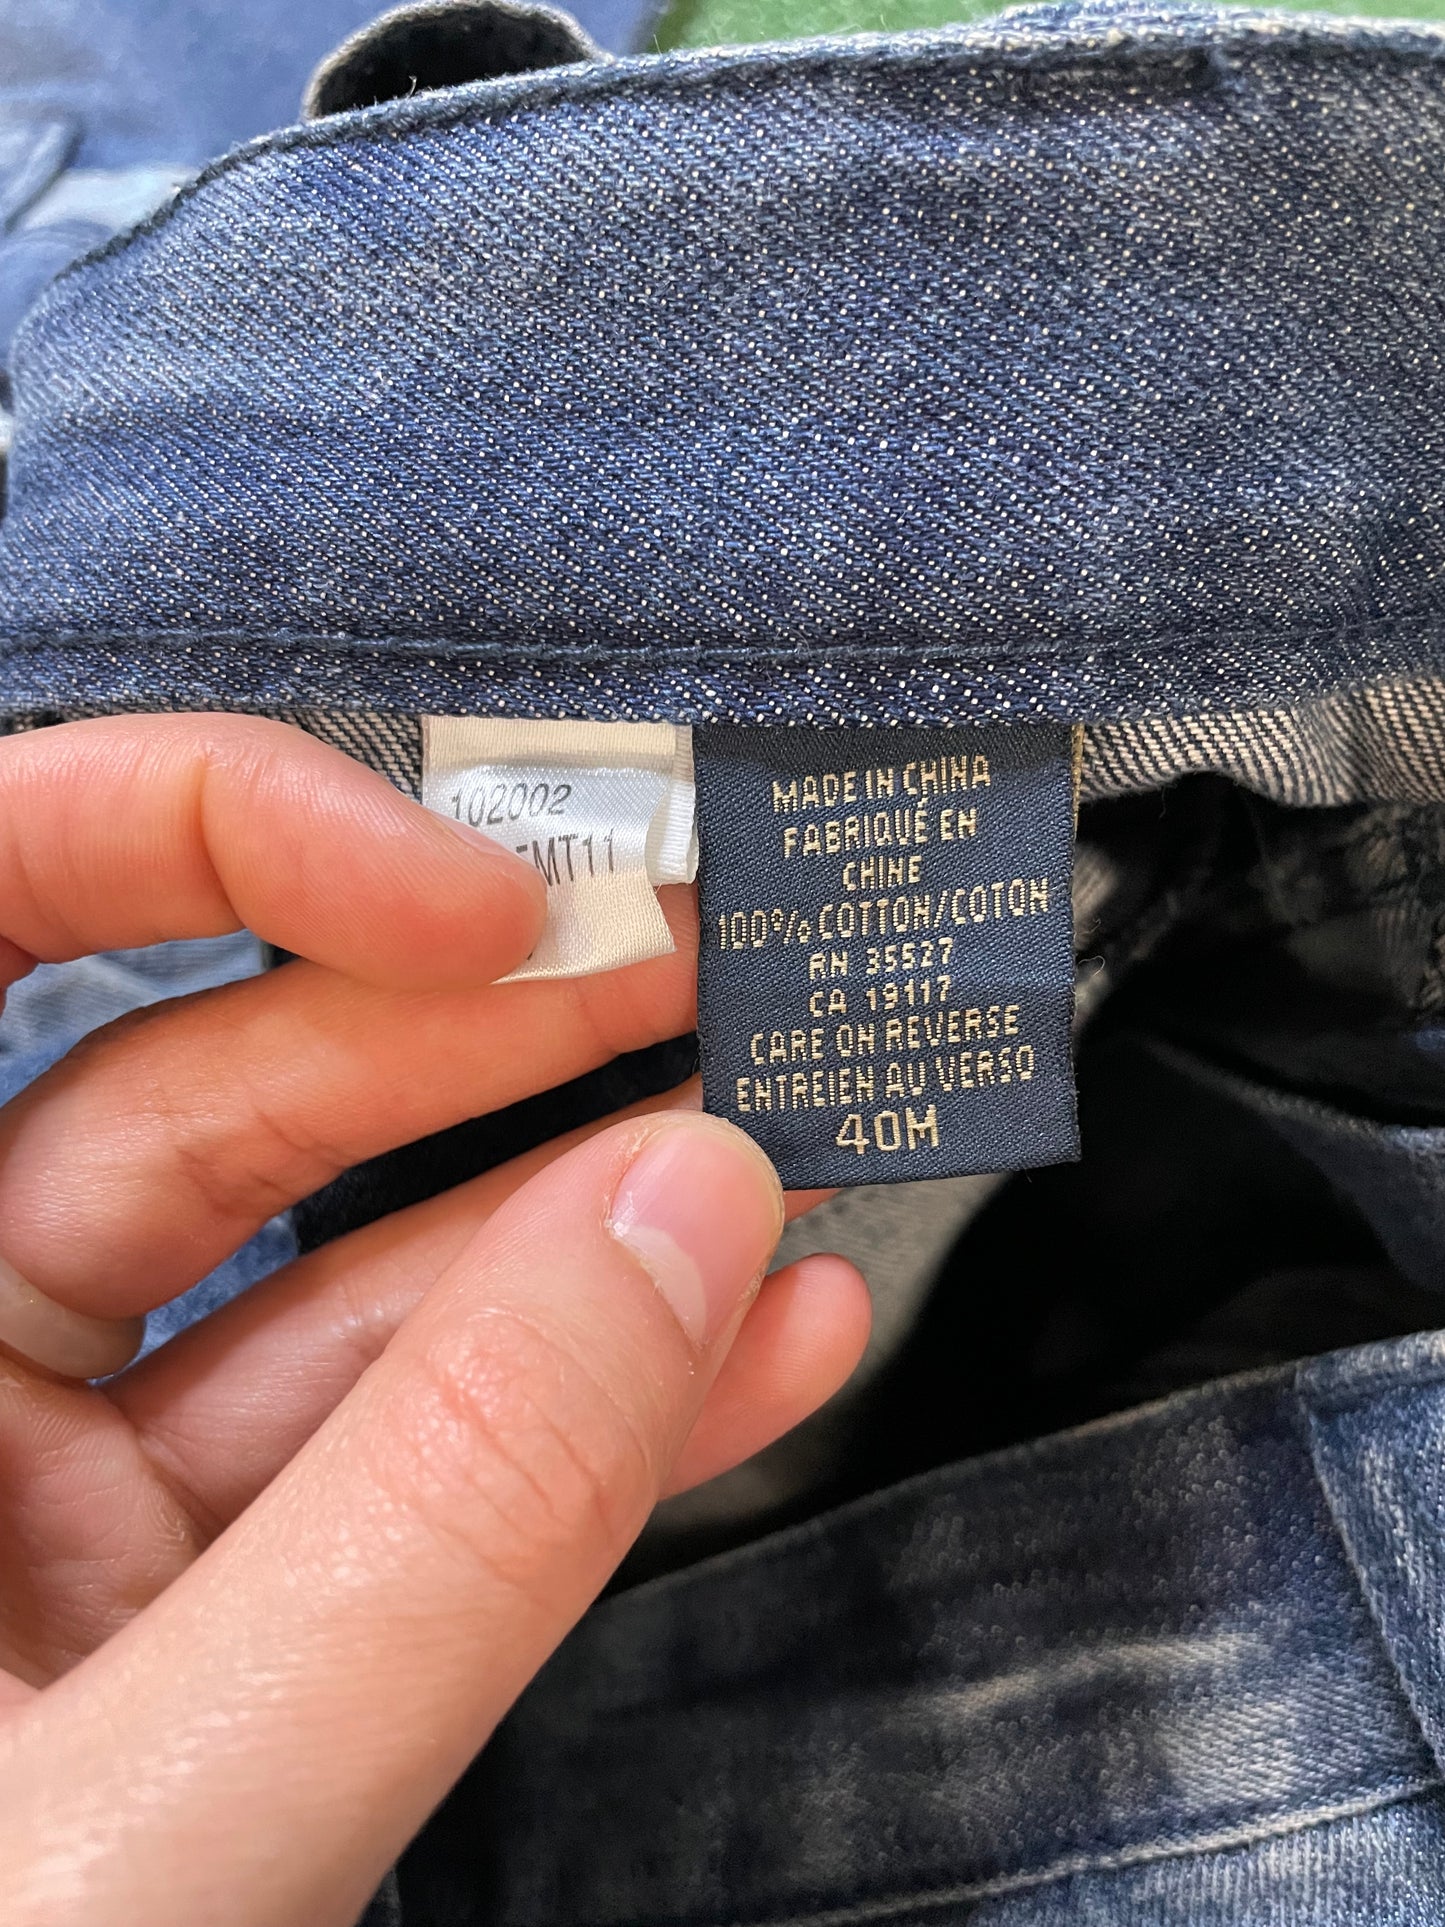 102002
MT11
MADE IN CHINA
FABRIQUÉ EN
CHINE
100% COTTON/COTON
RN 35527
CA 19117
CARE ON REVERSE
ENTREIEN AU VERSO
40M